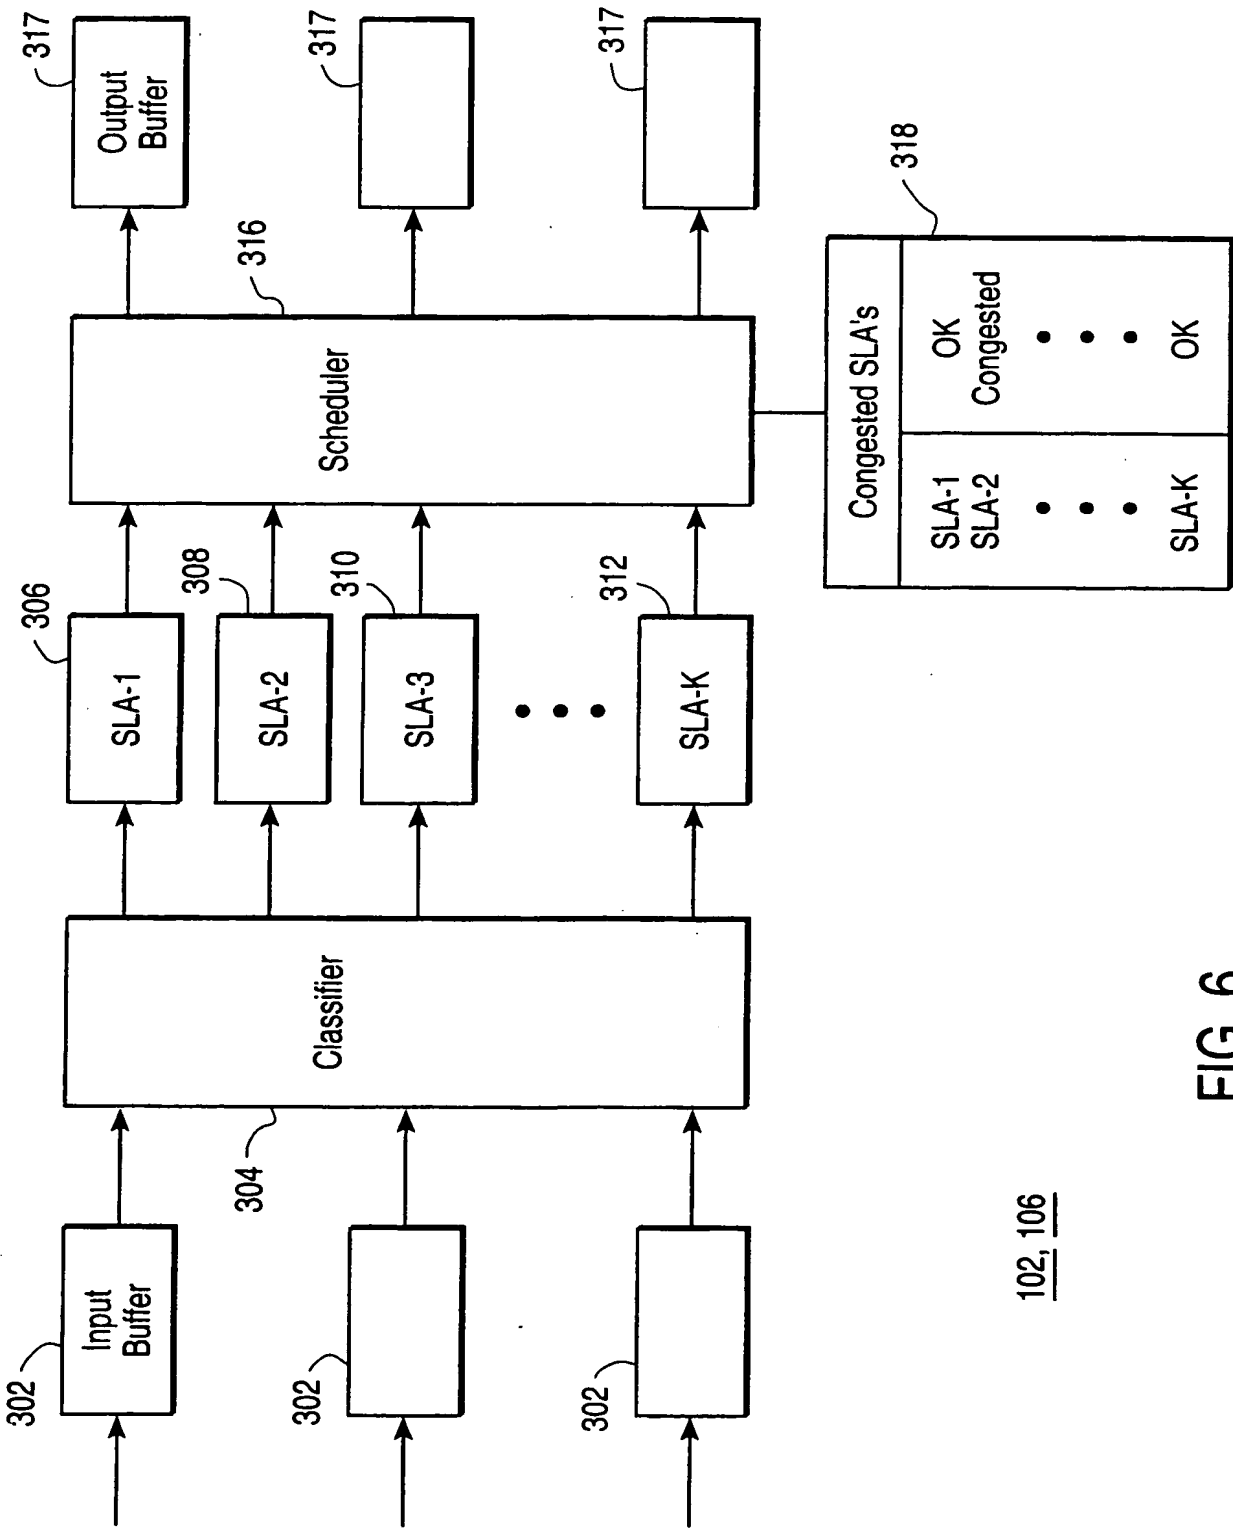 302
Input
Buffer
302
302
304
Classifier
306
SLA-1
308
SLA-2
310
SLA-3
312
SLA-K
316
Scheduler
317
Output
Buffer
317
317
318
Congested SLA's
SLA-1
OK
SLA-2
Congested
SLA-K
OK
102, 106
FIG. 6